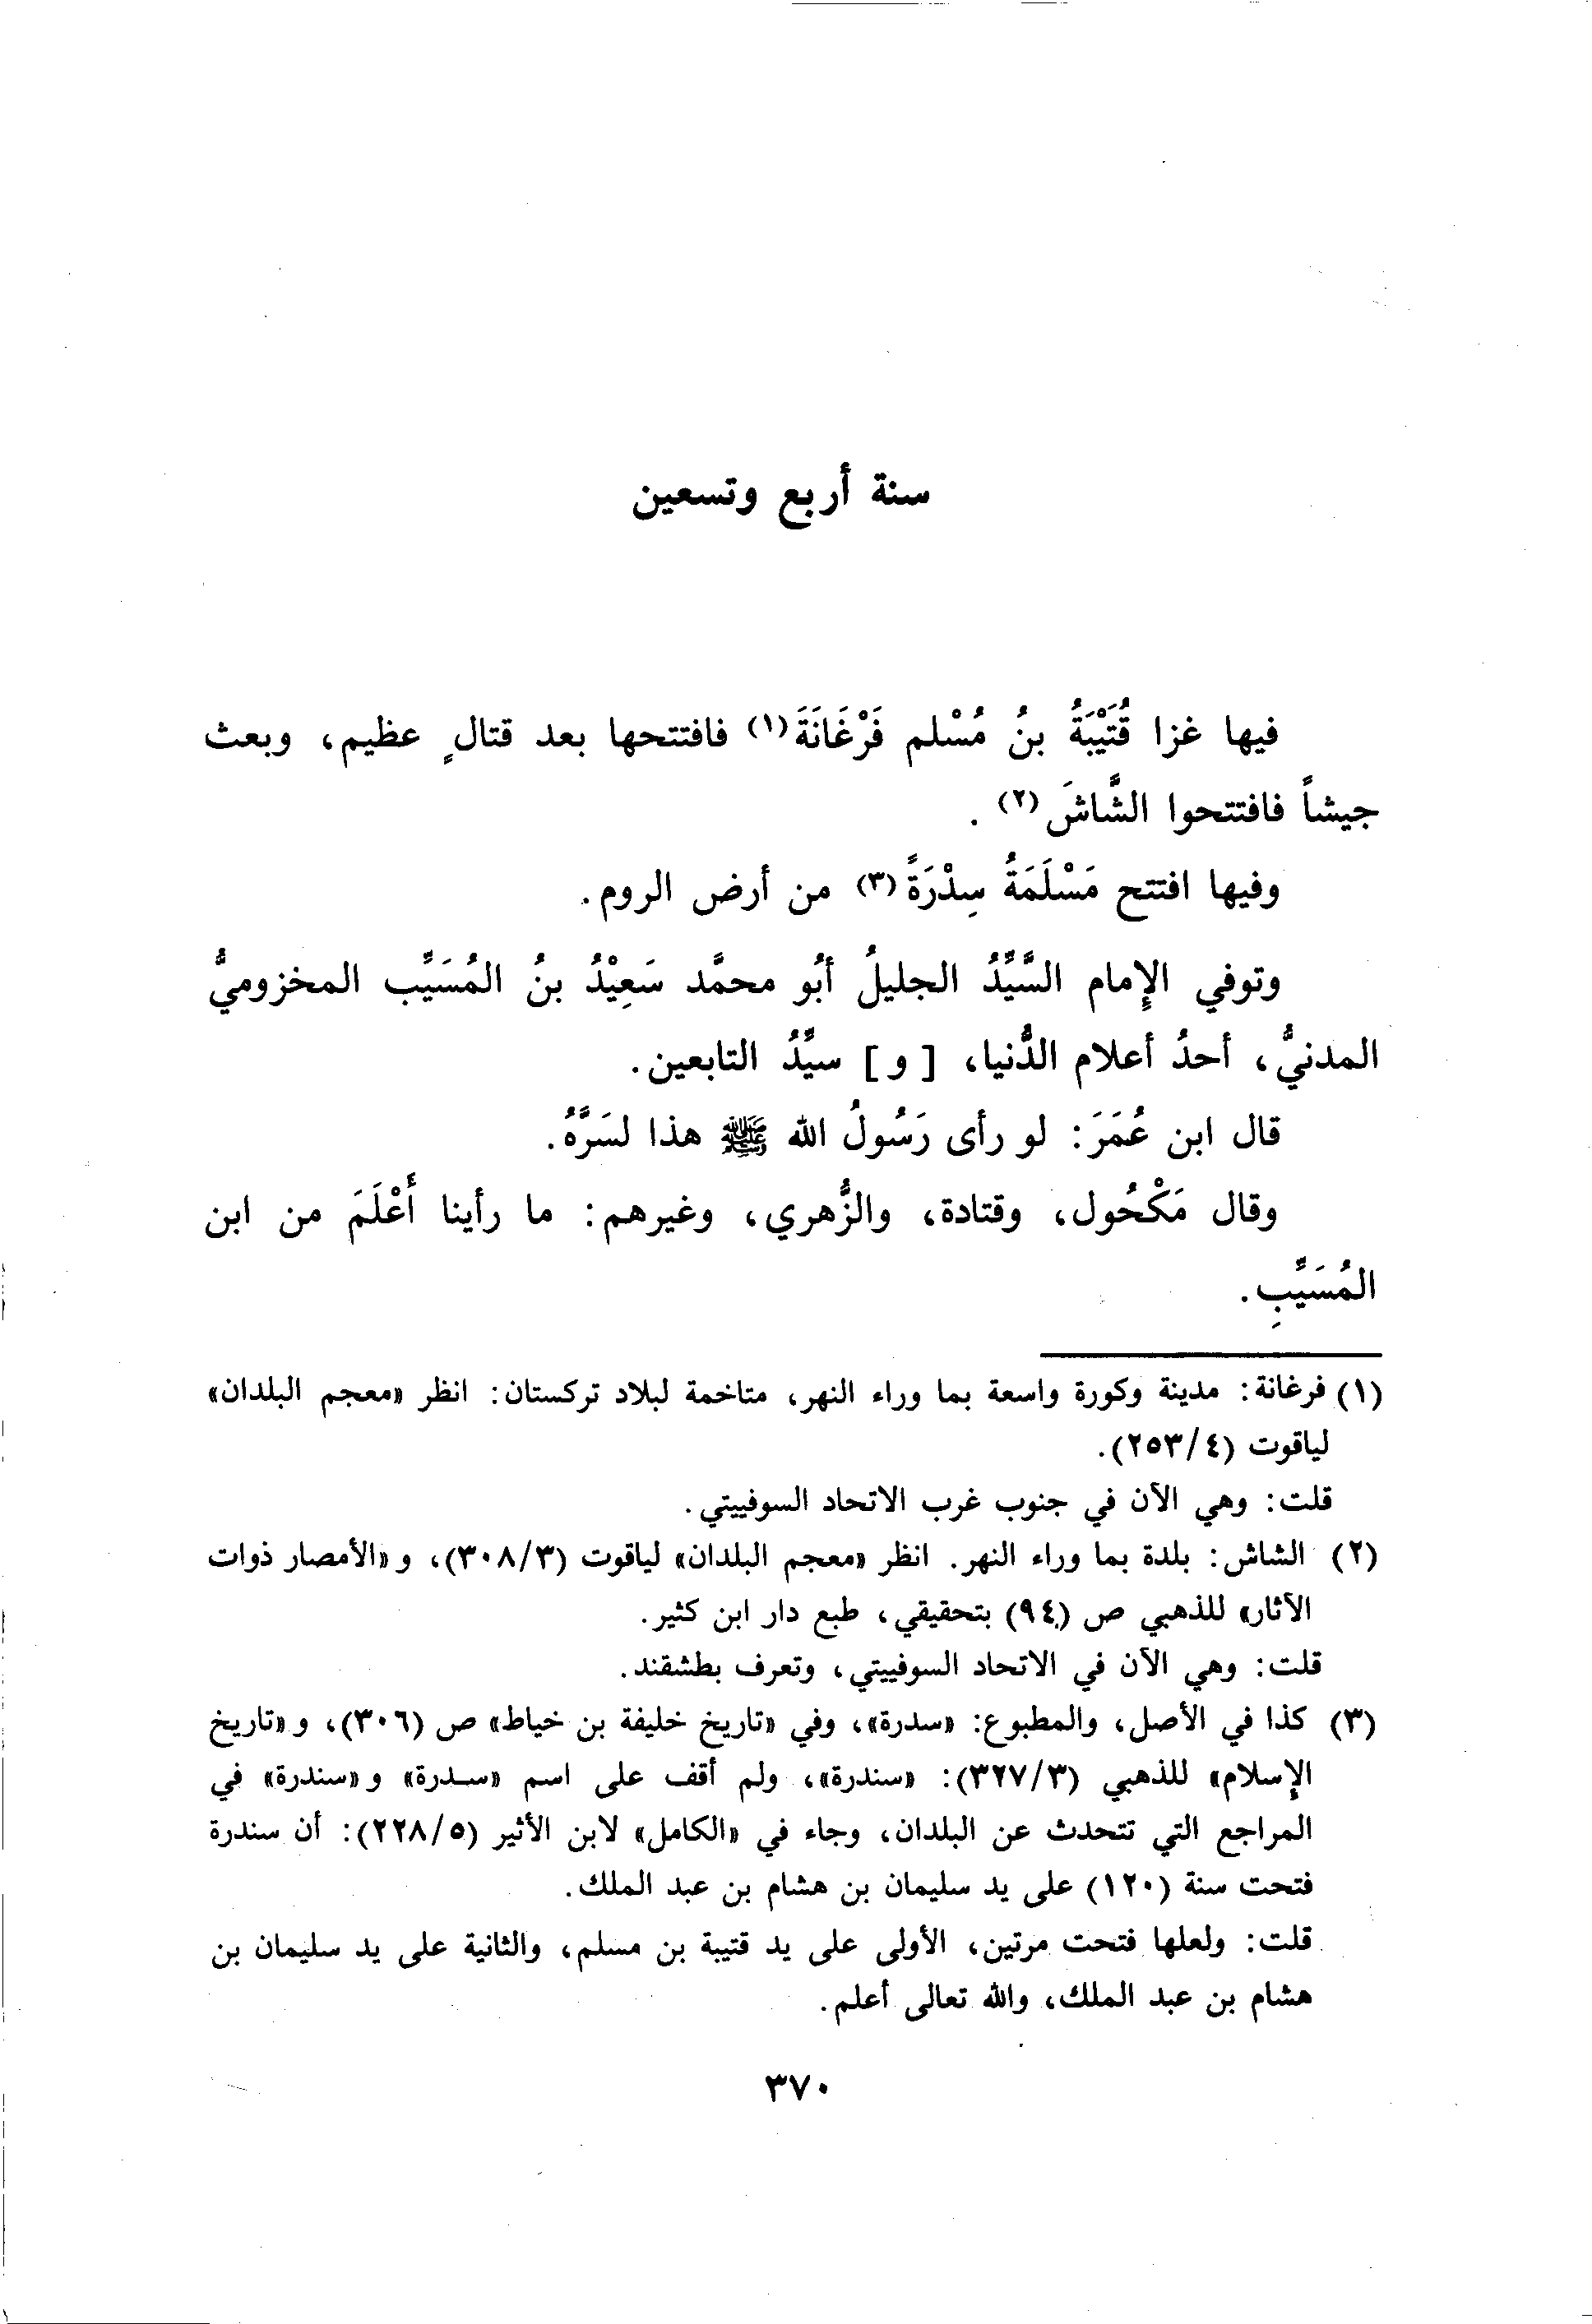 سنة أربع وتسعين
فيها غزا قُتَيْبَةُ بنُ مُسْلم فَرْغَانَةَ(١) فافتتحها بعد قتالٍ عظيم، وبعث
جيشاً فافتتحوا الشَّاشَ(٢) .
وفيها افتتح مَسْلَمَةُ سِدْرَةً(٣) من أرض الروم.
وتوفي الإمام السَّيِّدُ الجليلُ أبُو محمَّد سَعِيْدُ بنُ المُسَيِّب المخزوميُّ
المدنيُّ، أحدُ أعلام الدُّنيا، [ و ] سيِّدُ التابعين.
قال ابن عُمَرَ: لو رأى رَسُولُ الله ﷺ هذا لسَرَّهُ.
وقال مَكْحُول، وقتادة، والزُّهري، وغيرهم: ما رأينا أَعْلَمَ من ابن
المُسَيِّبِ.
(١) فرغانة: مدينة وكورة واسعة بما وراء النهر، متاخمة لبلاد تركستان: انظر «معجم البلدان»
لياقوت (٢٥٣/٤).
قلت: وهي الآن في جنوب غرب الاتحاد السوفييتي.
(٢) الشاش: بلدة بما وراء النهر. انظر «معجم البلدان» لياقوت (٣٠٨/٣)، و «الأمصار ذوات
الآثار» للذهبي ص (٩٤) بتحقيقي، طبع دار ابن كثير.
قلت: وهي الآن في الاتحاد السوفييتي، وتعرف بطشقند.
(٣) كذا في الأصل، والمطبوع: «سدرة»، وفي «تاريخ خليفة بن خياط» ص (٣٠٦)، و «تاريخ
الإسلام» للذهبي (٣٢٧/٣): «سندرة»، ولم أقف على اسم «سدرة» و «سندرة» في
المراجع التي تتحدث عن البلدان، وجاء في «الكامل» لابن الأثير (٢٢٨/٥): أن سندرة
فتحت سنة (١٢٠) على يد سليمان بن هشام بن عبد الملك.
قلت: ولعلها فتحت مرتين، الأولى على يد قتيبة بن مسلم، والثانية على يد سليمان بن
هشام بن عبد الملك، والله تعالى أعلم.
٣٧٠